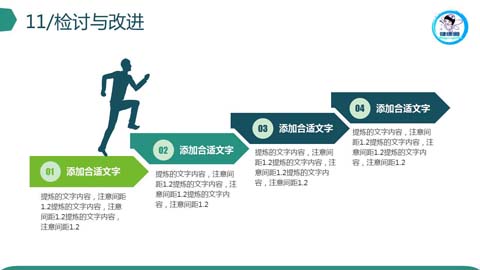 11/检讨与改进
01 添加合适文字
提炼的文字内容，注意间距
1.2提炼的文字内容，注意
间距1.2提炼的文字内容，
注意间距1.2
02 添加合适文字
提炼的文字内容，注意间
距1.2提炼的文字内容，注
意间距1.2提炼的文字内
容，注意间距1.2
03 添加合适文字
提炼的文字内容，注意间
距1.2提炼的文字内容，注
意间距1.2提炼的文字内
容，注意间距1.2
04 添加合适文字
提炼的文字内容，注意间
距1.2提炼的文字内容，注
意间距1.2提炼的文字内
容，注意间距1.2